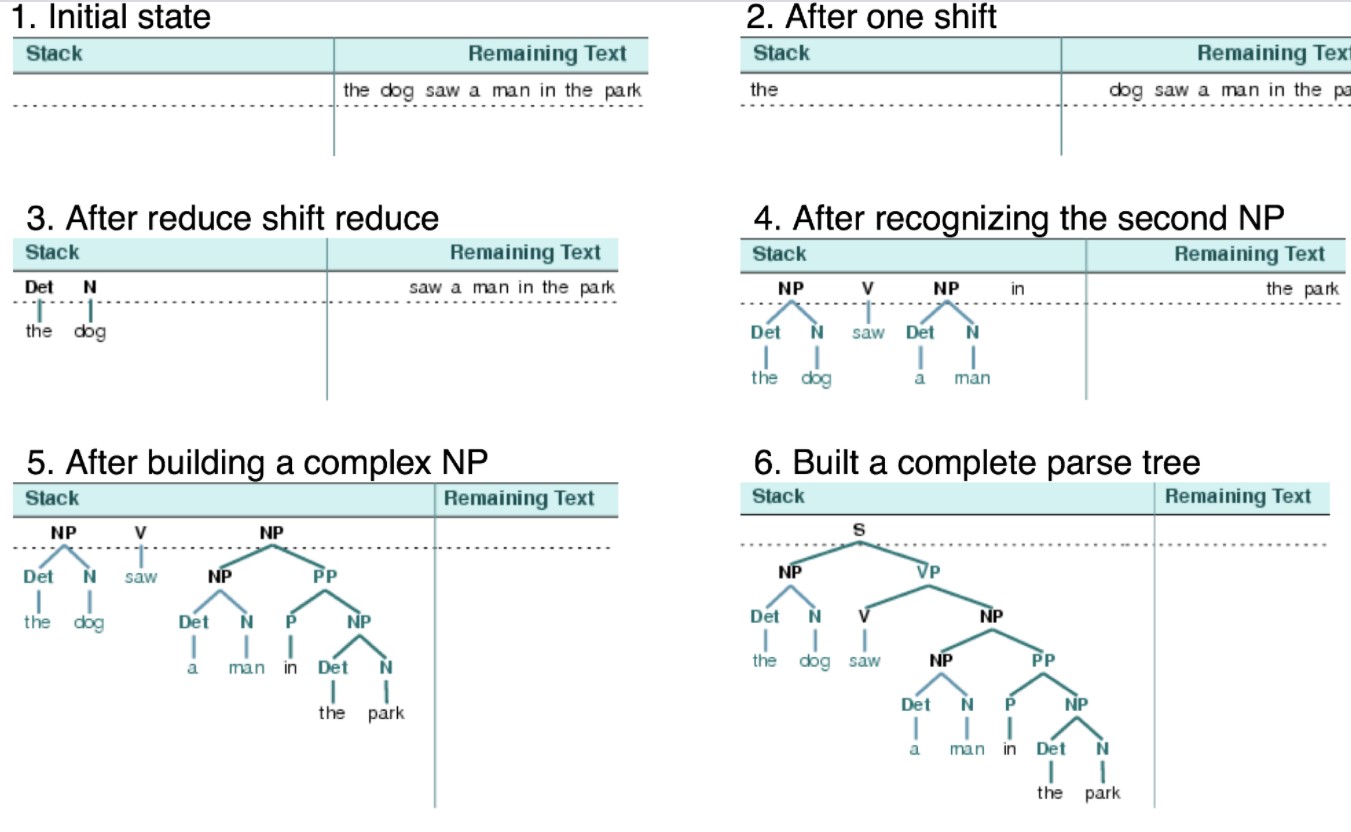 1. Initial state
Stack Remaining Text
the dog saw a man in the park
2. After one shift
Stack Remaining Text
the dog saw a man in the pa
3. After reduce shift reduce
Stack Remaining Text
Det N saw a man in the park
the dog
4. After recognizing the second NP
Stack Remaining Text
NP V NP in the park
Det N saw Det N
the dog a man
5. After building a complex NP
Stack Remaining Text
NP V NP
Det N saw NP PP
the dog Det N P NP
a man in Det N
the park
6. Built a complete parse tree
Stack Remaining Text
S
NP VP
Det N V NP
the dog saw NP PP
Det N P NP
a man in Det N
the park